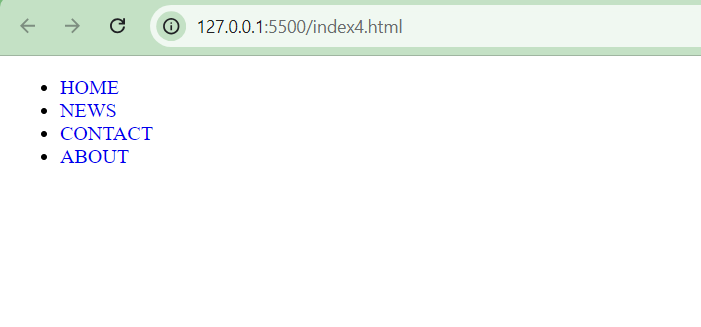 127.0.0.1:5500/index4.html
HOME
NEWS
CONTACT
ABOUT